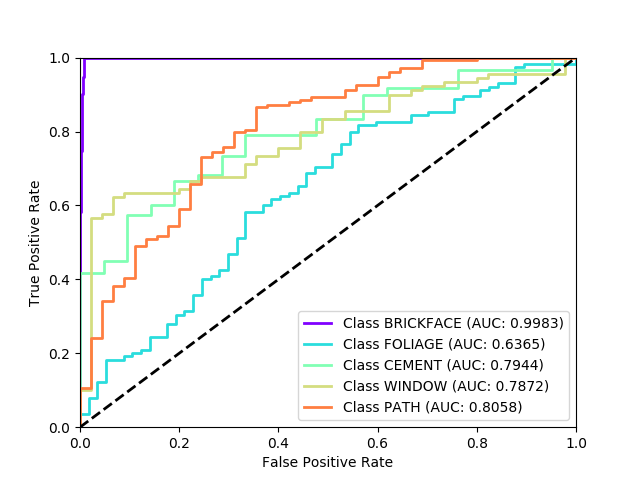 1.0
0.8
0.6
0.4
0.2
0.0
True Positive Rate
0.0 0.2 0.4 0.6 0.8 1.0
False Positive Rate
Class BRICKFACE (AUC: 0.9983)
Class FOLIAGE (AUC: 0.6365)
Class CEMENT (AUC: 0.7944)
Class WINDOW (AUC: 0.7872)
Class PATH (AUC: 0.8058)